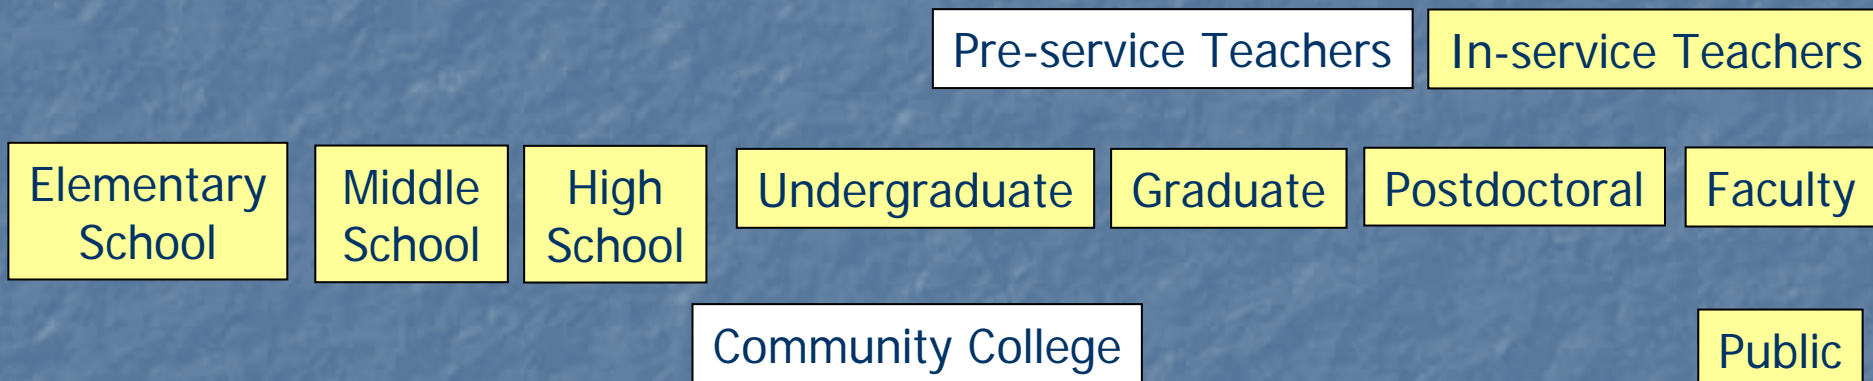 Pre-service Teachers
In-service Teachers
Elementary
School
Middle
School
High
School
Undergraduate
Graduate
Postdoctoral
Faculty
Community College
Public